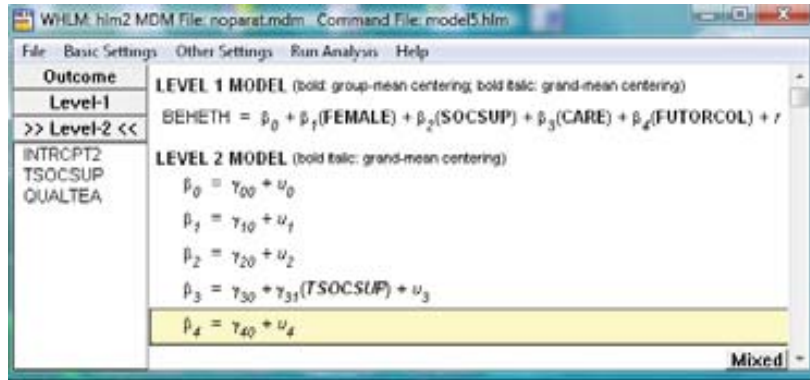 WHLM: hlm2 MDM File: noparat.mdm Command File: model5.hlm
File Basic Settings Other Settings Run Analysis Help
Outcome
Level-1
>> Level-2 <<
INTRCPT2
TSOCSUP
QUALTEA
LEVEL 1 MODEL (bold: group-mean centering; bold italic: grand-mean centering)
BEHETH = β0 + β1(FEMALE) + β2(SOCSUP) + β3(CARE) + β4(FUTORCOL) + r
LEVEL 2 MODEL (bold italic: grand-mean centering)
β0 = γ00 + u0
β1 = γ10 + u1
β2 = γ20 + u2
β3 = γ30 + γ31(TSOCSUP) + u3
β4 = γ40 + u4
Mixed